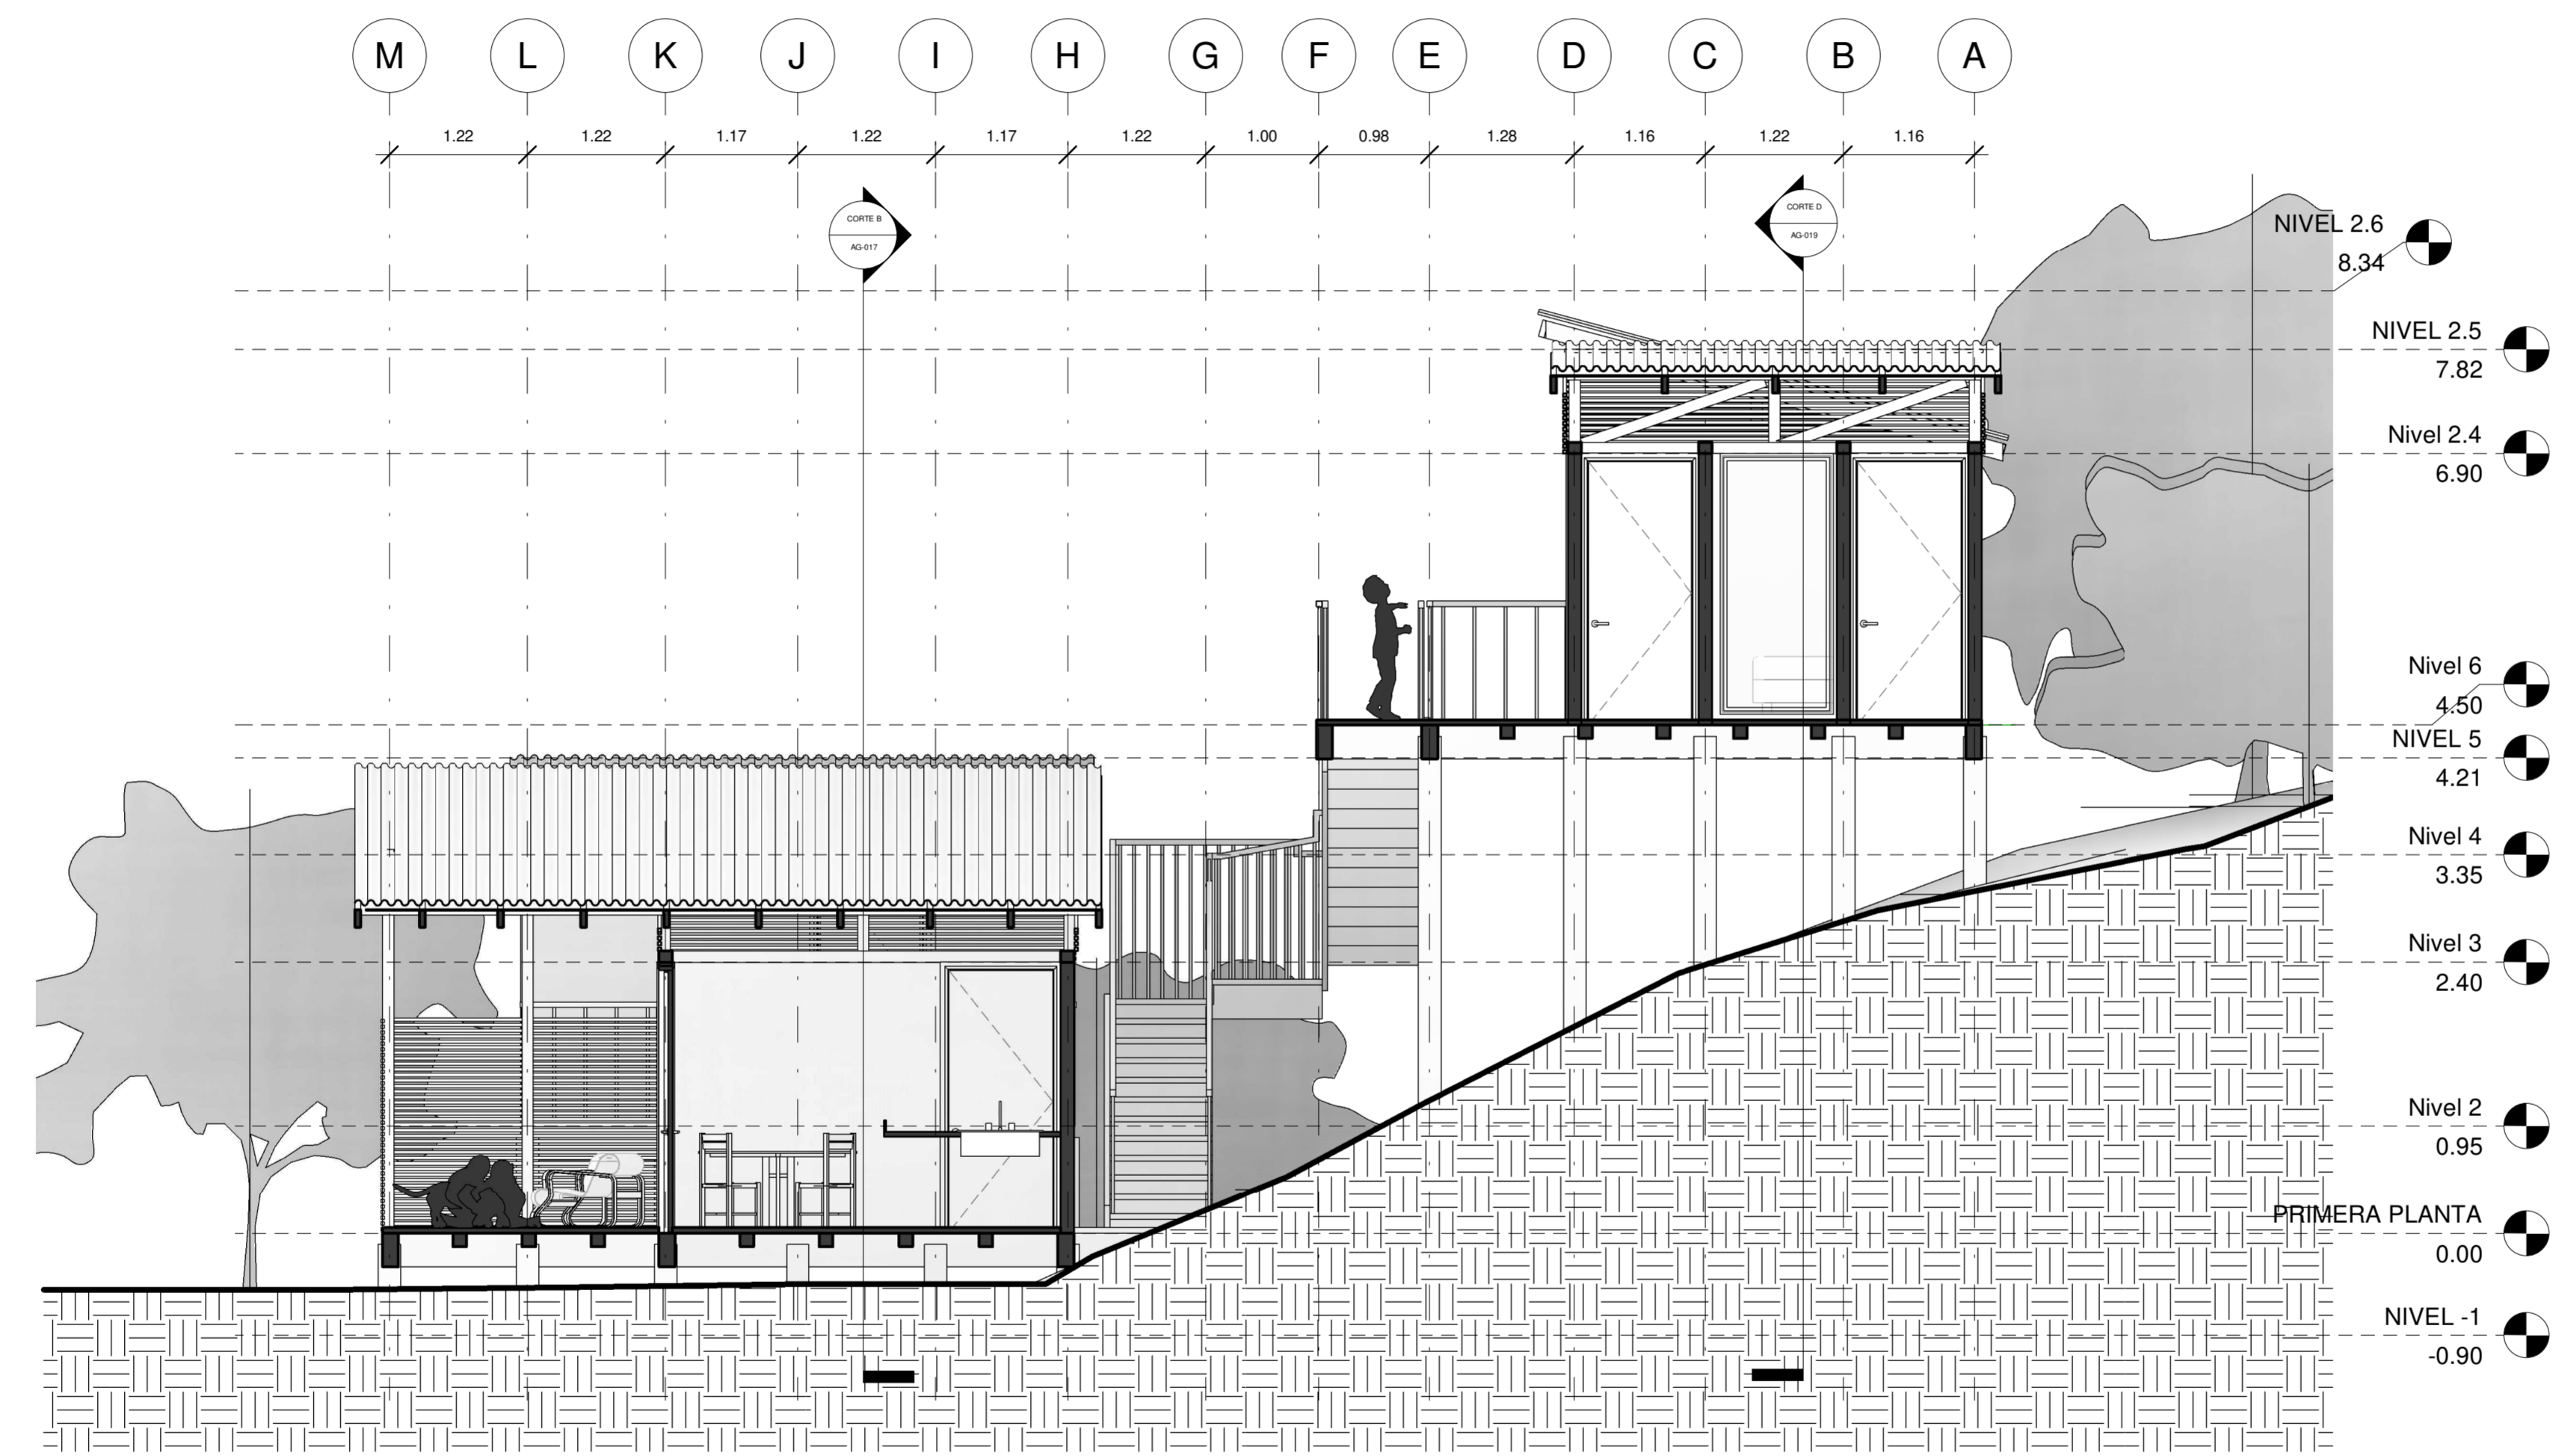 M L K J I H G F E D C B A
1.22 1.22 1.17 1.22 1.17 1.22 1.00 0.98 1.28 1.16 1.22 1.16
CORTE B
AG-017
CORTE D
AG-019
NIVEL 2.6
8.34
NIVEL 2.5
7.82
Nivel 2.4
6.90
Nivel 6
4.50
NIVEL 5
4.21
Nivel 4
3.35
Nivel 3
2.40
Nivel 2
0.95
PRIMERA PLANTA
0.00
NIVEL -1
-0.90